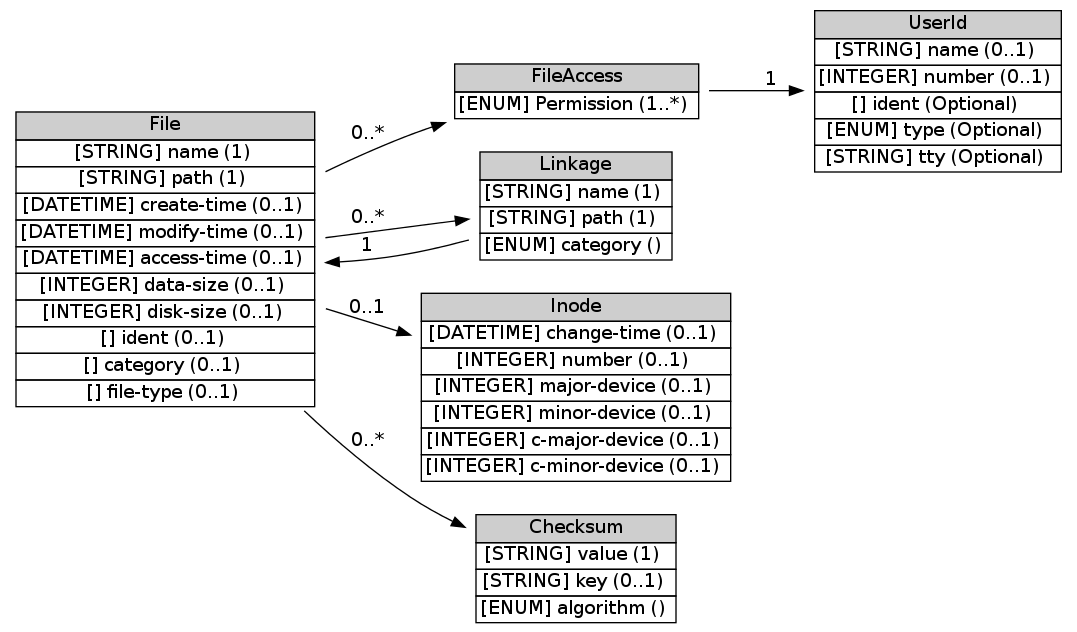 File
[STRING] name (1)
[STRING] path (1)
[DATETIME] create-time (0..1)
[DATETIME] modify-time (0..1)
[DATETIME] access-time (0..1)
[INTEGER] data-size (0..1)
[INTEGER] disk-size (0..1)
[] ident (0..1)
[] category (0..1)
[] file-type (0..1)
0..*
FileAccess
[ENUM] Permission (1..*)
1
UserId
[STRING] name (0..1)
[INTEGER] number (0..1)
[] ident (Optional)
[ENUM] type (Optional)
[STRING] tty (Optional)
0..*
1
Linkage
[STRING] name (1)
[STRING] path (1)
[ENUM] category ()
0..1
Inode
[DATETIME] change-time (0..1)
[INTEGER] number (0..1)
[INTEGER] major-device (0..1)
[INTEGER] minor-device (0..1)
[INTEGER] c-major-device (0..1)
[INTEGER] c-minor-device (0..1)
0..*
Checksum
[STRING] value (1)
[STRING] key (0..1)
[ENUM] algorithm ()